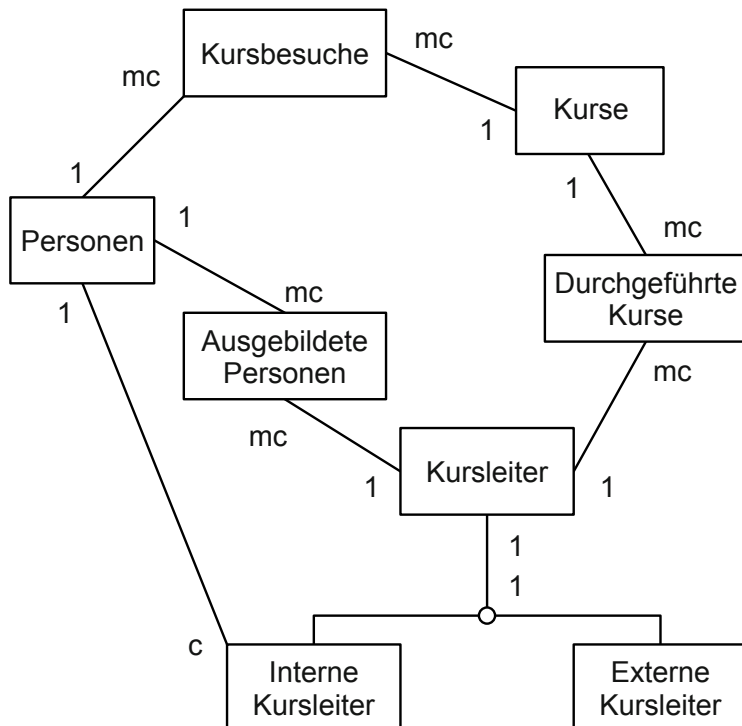 Kursbesuche
mc
mc
Kurse
1
1
1
1
Personen
mc
1
mc
Durchgeführte
Kurse
Ausgebildete
Personen
mc
mc
Kursleiter
1
1
1
1
c
Interne
Kursleiter
Externe
Kursleiter